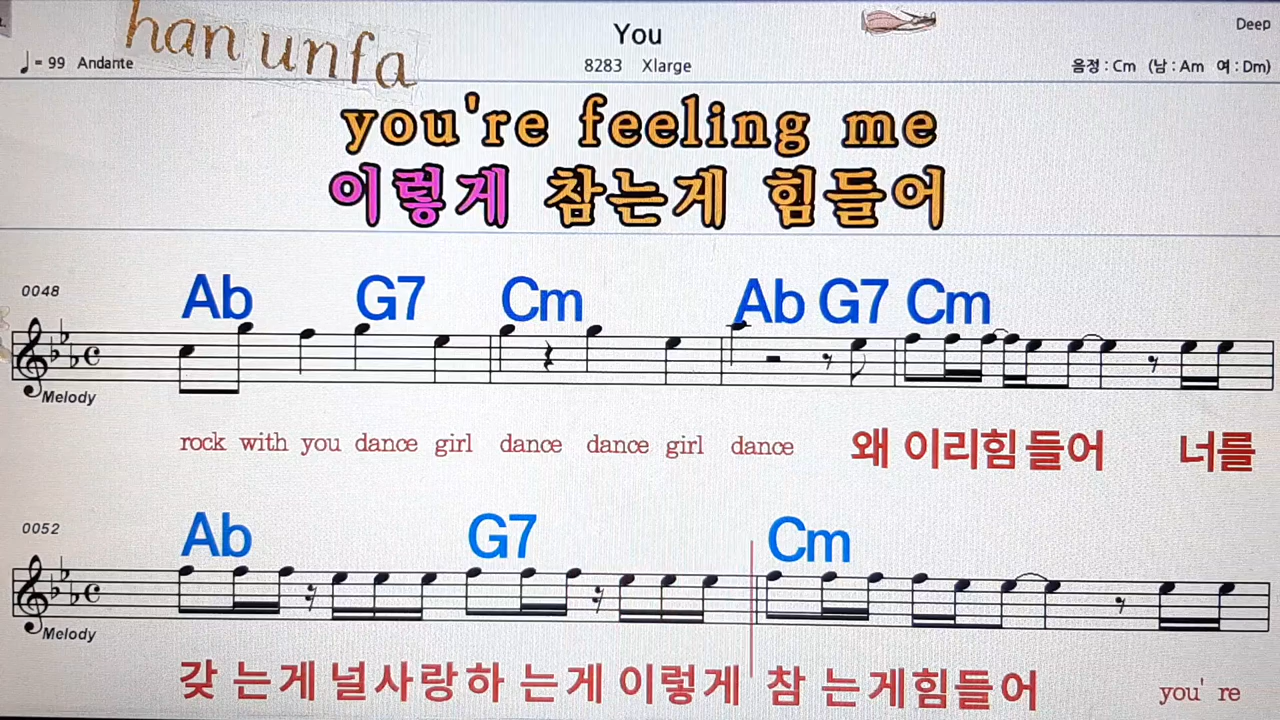 han unfa
You
Deep
♩ = 99 Andante
8283 Xlarge
음정 : Cm (남 : Am 여 : Dm)
you're feeling me
이렇게 참는게 힘들어
0048
Ab G7 Cm Ab G7 Cm
Melody
rock with you dance girl dance dance girl dance 왜 이리힘들어 너를
0052
Ab G7 Cm
Melody
갖 는게 널사랑하 는게 이렇게 참 는게힘들어 you' re